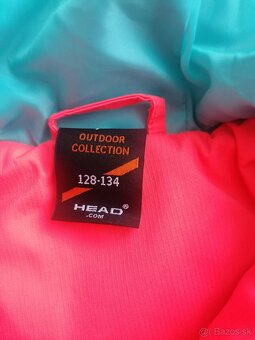 OUTDOOR
COLLECTION
128-134
HEAD
.COM
© Bazos.sk